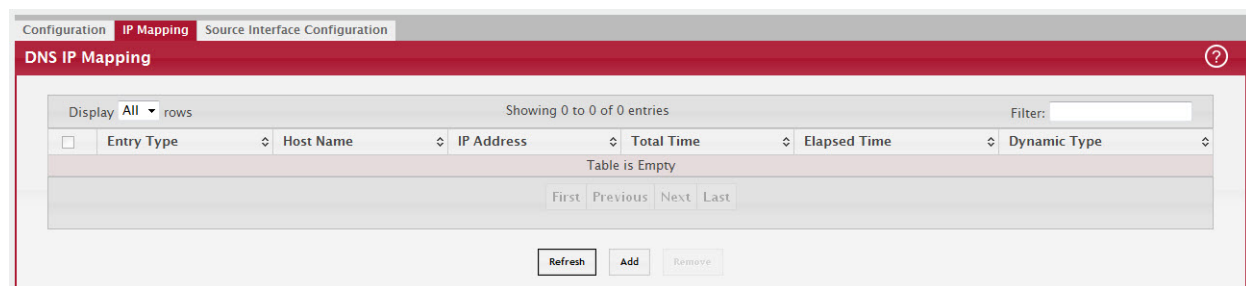 Configuration IP Mapping Source Interface Configuration
DNS IP Mapping ?
Display All rows Showing 0 to 0 of 0 entries Filter:
Entry Type Host Name IP Address Total Time Elapsed Time Dynamic Type
Table is Empty
First Previous Next Last
Refresh Add Remove